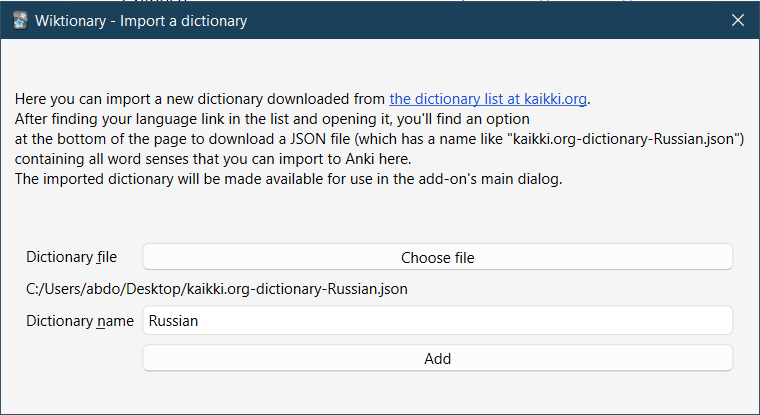 Wiktionary - Import a dictionary
Here you can import a new dictionary downloaded from the dictionary list at kaikki.org.
After finding your language link in the list and opening it, you'll find an option
at the bottom of the page to download a JSON file (which has a name like "kaikki.org-dictionary-Russian.json")
containing all word senses that you can import to Anki here.
The imported dictionary will be made available for use in the add-on's main dialog.
Dictionary file Choose file
C:/Users/abdo/Desktop/kaikki.org-dictionary-Russian.json
Dictionary name Russian
Add